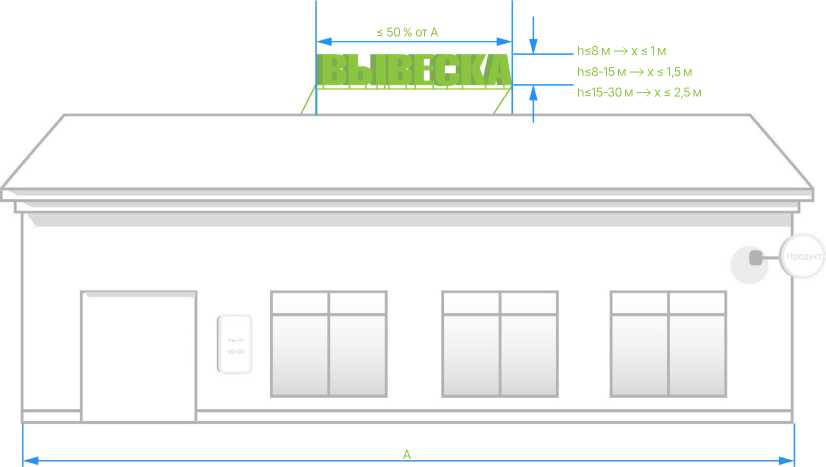 ≤ 50 % от А
ВЫВЕСКА
h≤8 м → x ≤ 1 м
h≤8-15 м → x ≤ 1,5 м
h≤15-30 м → x ≤ 2,5 м
Продукт
А